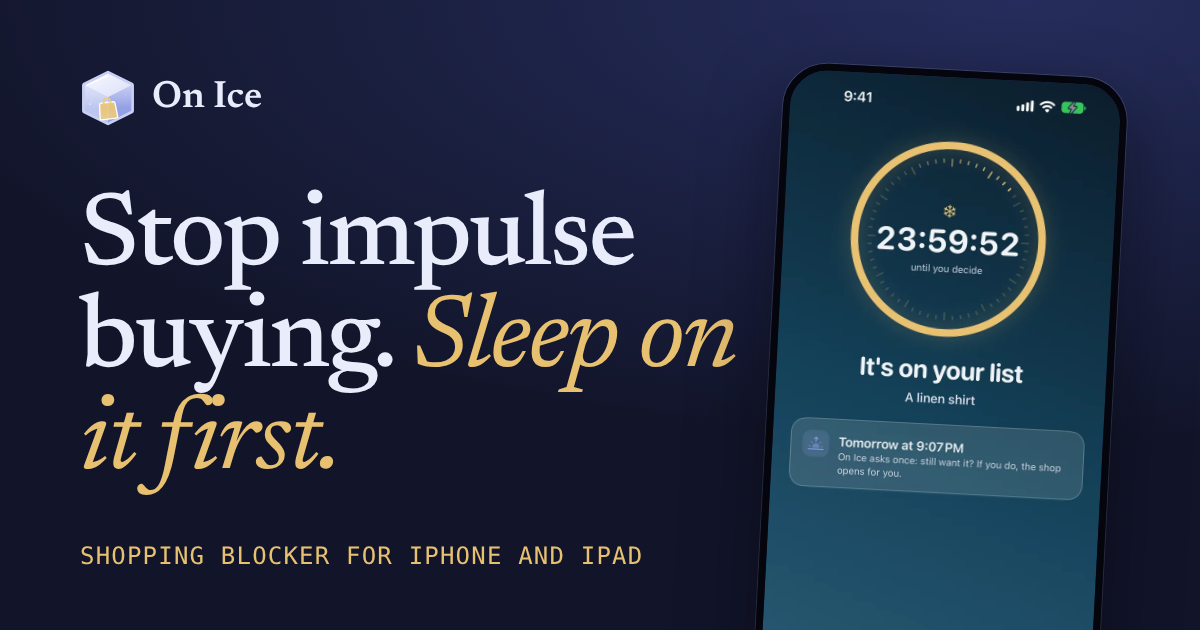 On Ice
Stop impulse
buying. Sleep on
it first.
SHOPPING BLOCKER FOR IPHONE AND IPAD
9:41
23:59:52
until you decide
It's on your list
A linen shirt
Tomorrow at 9:07 PM
On Ice asks once: still want it? If you do, the shop
opens for you.